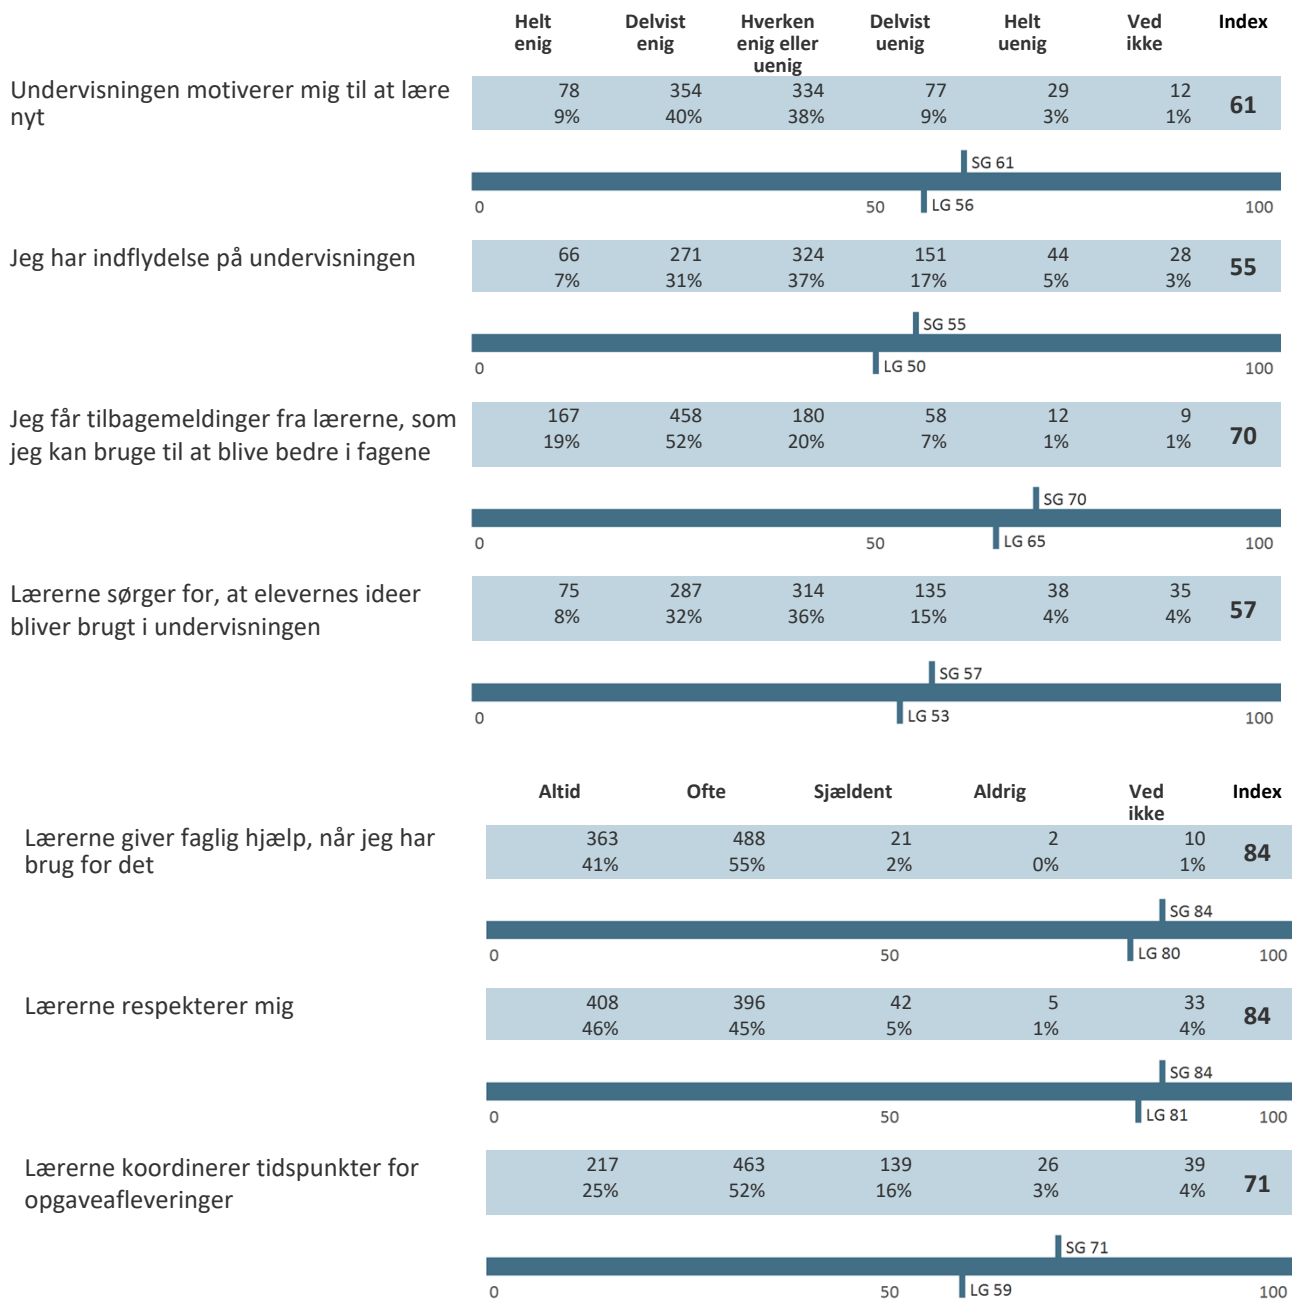 Helt enig Delvist enig Hverken enig eller uenig Delvist uenig Helt uenig Ved ikke Index
Undervisningen motiverer mig til at lære
nyt
78 354 334 77 29 12
9% 40% 38% 9% 3% 1%
61
SG 61
0 50 LG 56 100
Jeg har indflydelse på undervisningen
66 271 324 151 44 28
7% 31% 37% 17% 5% 3%
55
SG 55
0 LG 50 100
Jeg får tilbagemeldinger fra lærerne, som
jeg kan bruge til at blive bedre i fagene
167 458 180 58 12 9
19% 52% 20% 7% 1% 1%
70
SG 70
0 50 LG 65 100
Lærerne sørger for, at elevernes ideer
bliver brugt i undervisningen
75 287 314 135 38 35
8% 32% 36% 15% 4% 4%
57
SG 57
0 LG 53 100
Altid Ofte Sjældent Aldrig Ved ikke Index
Lærerne giver faglig hjælp, når jeg har
brug for det
363 488 21 2 10
41% 55% 2% 0% 1%
84
SG 84
0 50 LG 80 100
Lærerne respekterer mig
408 396 42 5 33
46% 45% 5% 1% 4%
84
SG 84
0 50 LG 81 100
Lærerne koordinerer tidspunkter for
opgaveafleveringer
217 463 139 26 39
25% 52% 16% 3% 4%
71
SG 71
0 50 LG 59 100